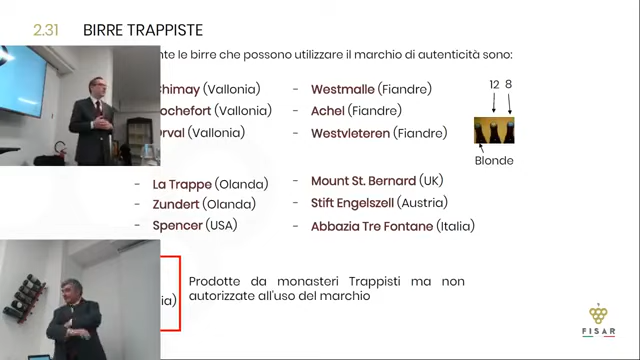 2.31 BIRRE TRAPPISTE
nte le birre che possono utilizzare il marchio di autenticità sono:
Chimay (Vallonia) - Westmalle (Fiandre)
ochefort (Vallonia) - Achel (Fiandre)
Orval (Vallonia) - Westvleteren (Fiandre)
12 8
Blonde
- La Trappe (Olanda) - Mount St. Bernard (UK)
- Zundert (Olanda) - Stift Engelszell (Austria)
- Spencer (USA) - Abbazia Tre Fontane (Italia)
Prodotte da monasteri Trappisti ma non
ia) autorizzate all'uso del marchio
FISAR